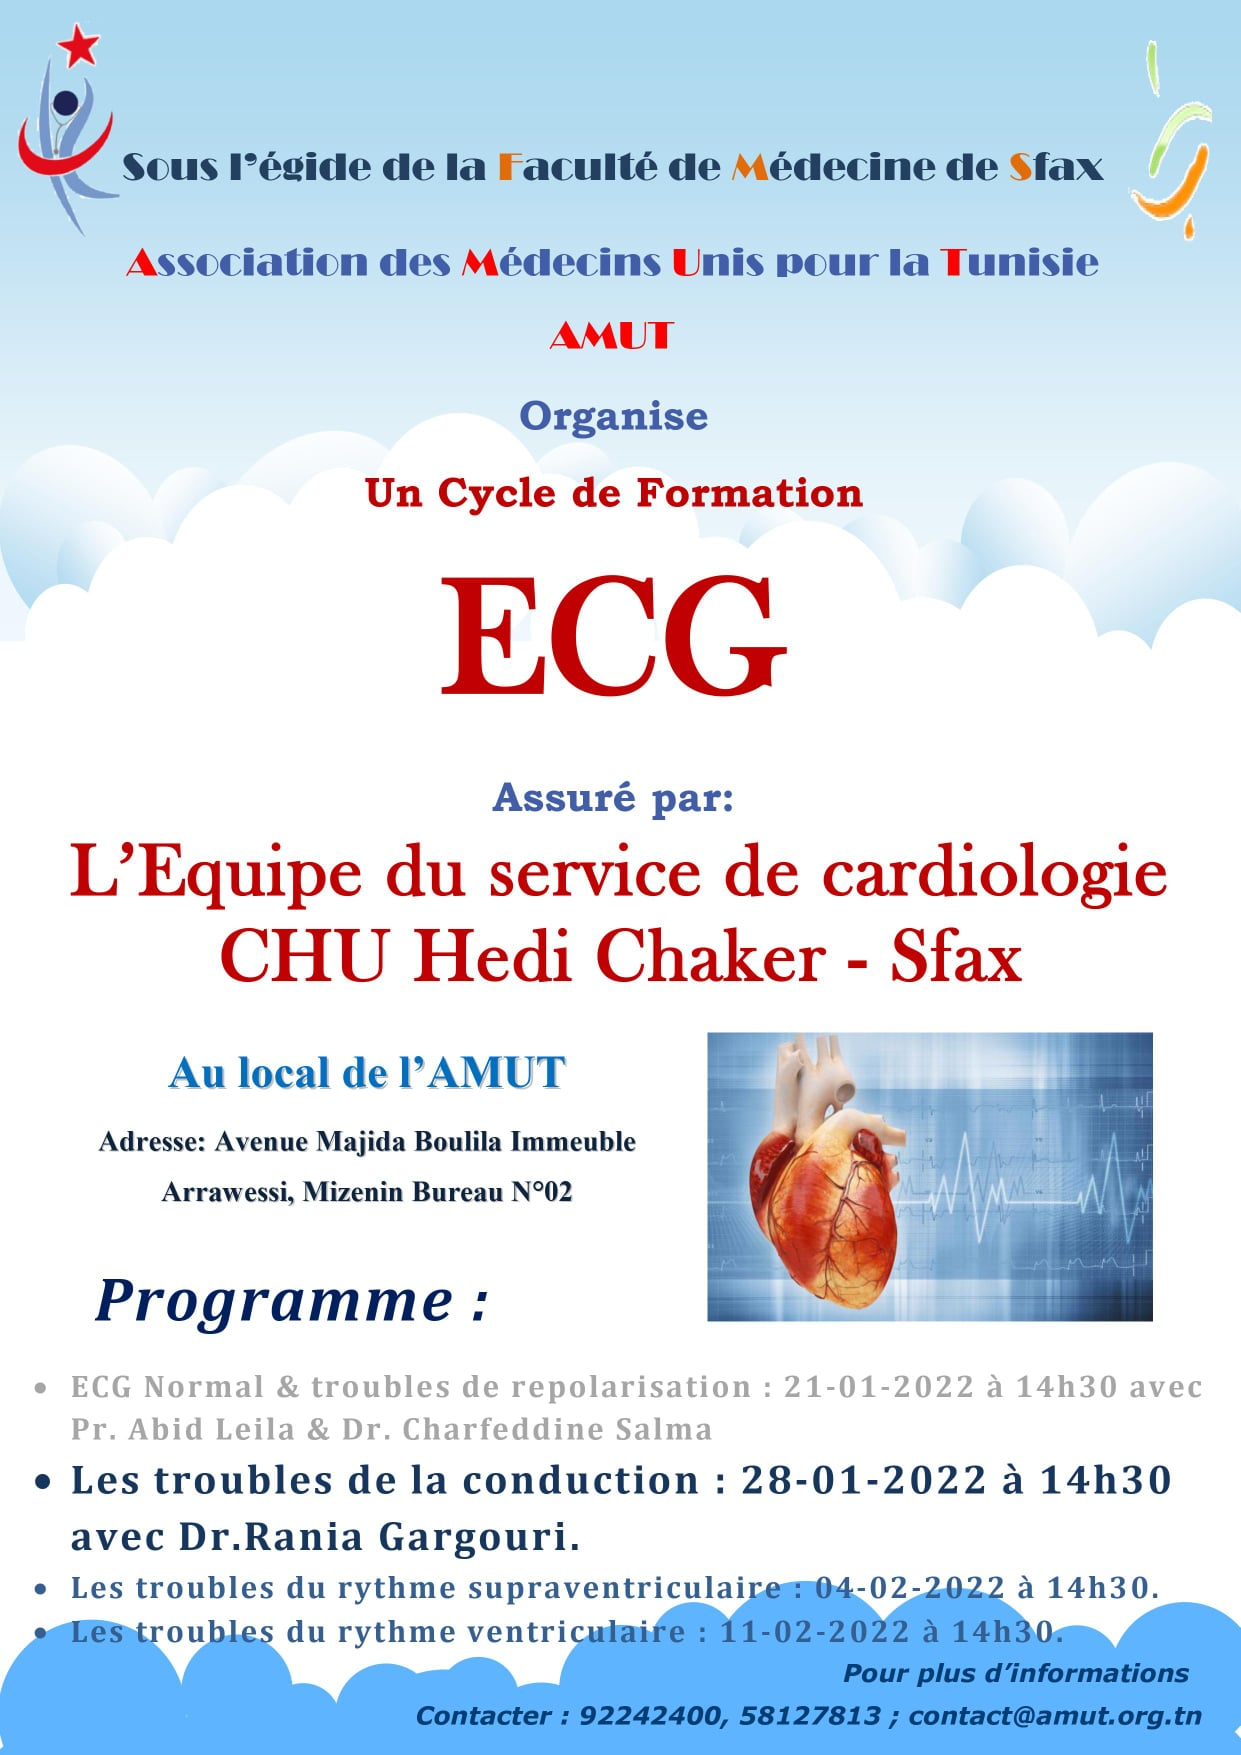 Sous l'égide de la Faculté de Médecine de Sfax
Association des Médecins Unis pour la Tunisie
AMUT
Organise
Un Cycle de Formation
ECG
Assuré par:
L'Equipe du service de cardiologie
CHU Hedi Chaker - Sfax
Au local de l'AMUT
Adresse: Avenue Majida Boulila Immeuble
Arrawessi, Mizenin Bureau N°02
Programme :
• ECG Normal & troubles de repolarisation : 21-01-2022 à 14h30 avec
Pr. Abid Leila & Dr. Charfeddine Salma
• Les troubles de la conduction : 28-01-2022 à 14h30
avec Dr.Rania Gargouri.
• Les troubles du rythme supraventriculaire : 04-02-2022 à 14h30.
• Les troubles du rythme ventriculaire : 11-02-2022 à 14h30.
Pour plus d'informations
Contacter : 92242400, 58127813 ; contact@amut.org.tn